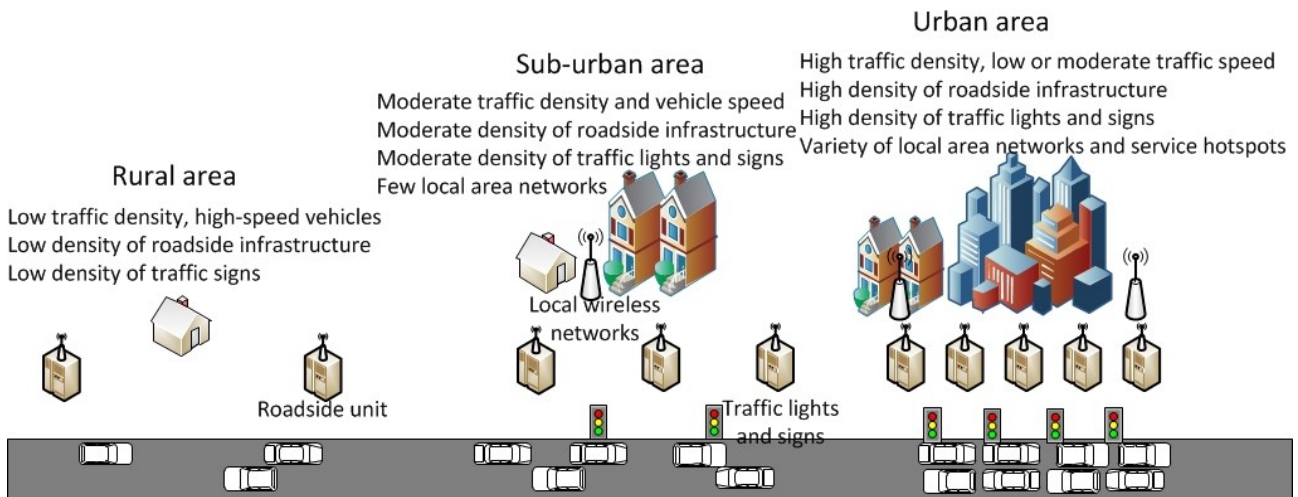 Rural area
Low traffic density, high-speed vehicles
Low density of roadside infrastructure
Low density of traffic signs
Roadside unit
Sub-urban area
Moderate traffic density and vehicle speed
Moderate density of roadside infrastructure
Moderate density of traffic lights and signs
Few local area networks
Local wireless
networks
Traffic lights
and signs
Urban area
High traffic density, low or moderate traffic speed
High density of roadside infrastructure
High density of traffic lights and signs
Variety of local area networks and service hotspots